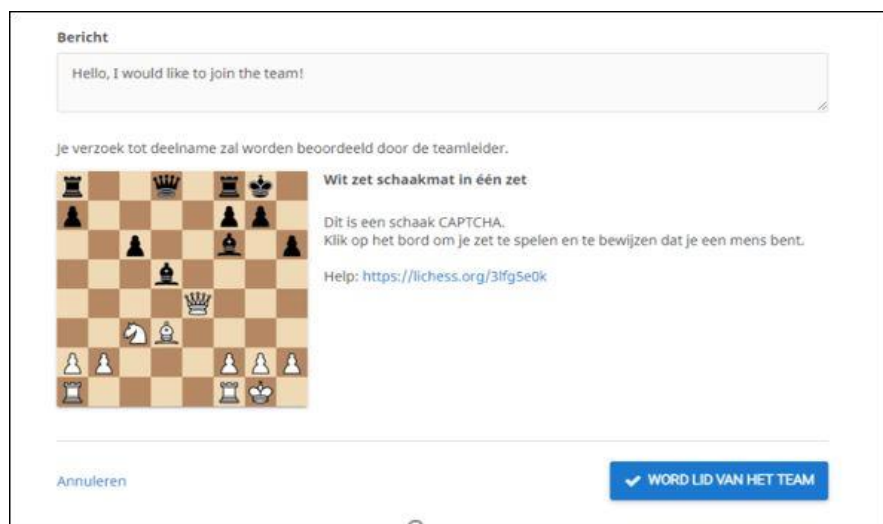 Bericht
Hello, I would like to join the team!
Je verzoek tot deelname zal worden beoordeeld door de teamleider.
Wit zet schaakmat in één zet
Dit is een schaak CAPTCHA.
Klik op het bord om je zet te spelen en te bewijzen dat je een mens bent.
Help: https://lichess.org/3lfg5e0k
Annuleren
WORD LID VAN HET TEAM